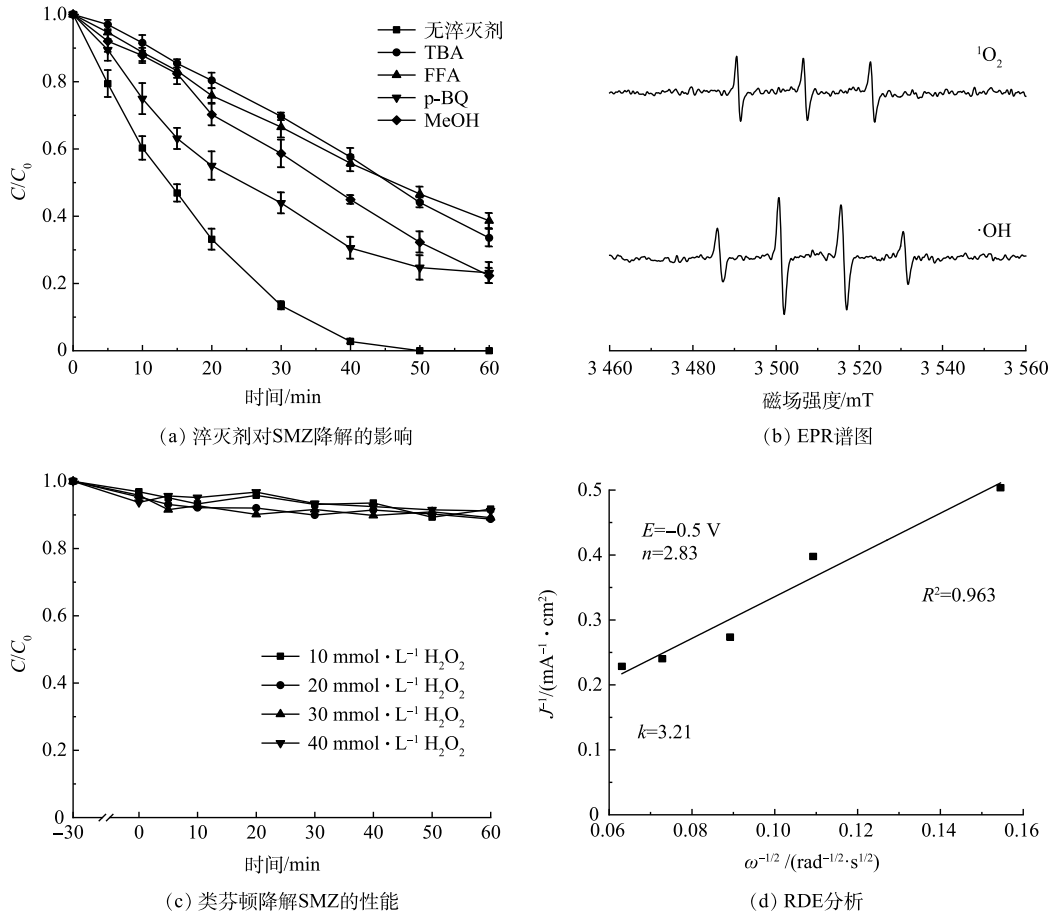 1.0
0.8
0.6
0.4
0.2
0
C/C₀
无淬灭剂
TBA
FFA
p-BQ
MeOH
0 10 20 30 40 50 60
时间/min
(a) 淬灭剂对SMZ降解的影响
¹O₂
·OH
3 460 3 480 3 500 3 520 3 540 3 560
磁场强度/mT
(b) EPR谱图
1.0
0.8
0.6
0.4
0.2
0
C/C₀
10 mmol·L⁻¹ H₂O₂
20 mmol·L⁻¹ H₂O₂
30 mmol·L⁻¹ H₂O₂
40 mmol·L⁻¹ H₂O₂
−30 0 10 20 30 40 50 60
时间/min
(c) 类芬顿降解SMZ的性能
0.5
0.4
0.3
0.2
0.1
0
J⁻¹/(mA⁻¹·cm²)
E=−0.5 V
n=2.83
R²=0.963
k=3.21
0.06 0.08 0.10 0.12 0.14 0.16
ω⁻¹/²/(rad⁻¹/²·s¹/²)
(d) RDE分析